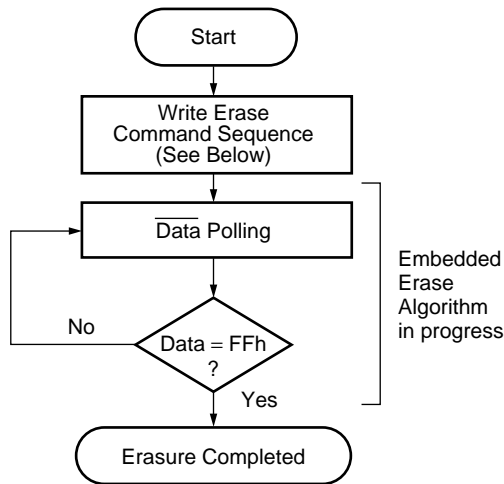 Start
Write Erase
Command Sequence
(See Below)
Data Polling
Embedded
Erase
Algorithm
in progress
No
Data = FFh
?
Yes
Erasure Completed